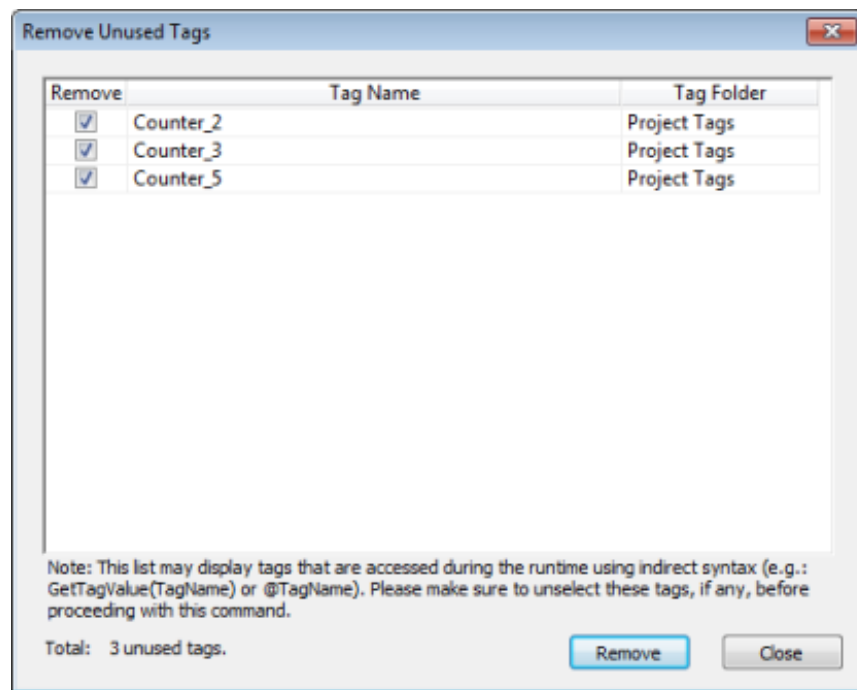 Remove Unused Tags
Remove Tag Name Tag Folder
Counter_2 Project Tags
Counter_3 Project Tags
Counter_5 Project Tags
Note: This list may display tags that are accessed during the runtime using indirect syntax (e.g.:
GetTagValue(TagName) or @TagName). Please make sure to unselect these tags, if any, before
proceeding with this command.
Total: 3 unused tags. Remove Close